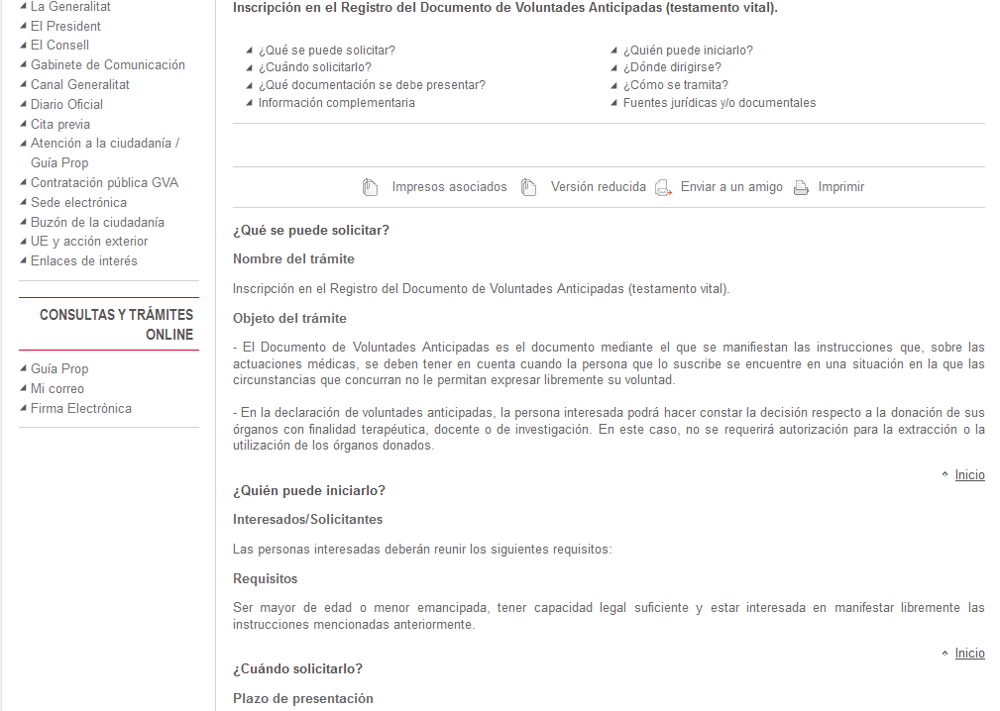 La Generalitat
El President
El Consell
Gabinete de Comunicación
Canal Generalitat
Diario Oficial
Cita previa
Atención a la ciudadanía /
Guía Prop
Contratación pública GVA
Sede electrónica
Buzón de la ciudadanía
UE y acción exterior
Enlaces de interés
CONSULTAS Y TRÁMITES
ONLINE
Guía Prop
Mi correo
Firma Electrònica
Inscripción en el Registro del Documento de Voluntades Anticipadas (testamento vital).
¿Qué se puede solicitar?
¿Quién puede iniciarlo?
¿Cuándo solicitarlo?
¿Dónde dirigirse?
¿Qué documentación se debe presentar?
¿Cómo se tramita?
Información complementaria
Fuentes jurídicas y/o documentales
Impresos asociados Versión reducida Enviar a un amigo Imprimir
¿Qué se puede solicitar?
Nombre del trámite
Inscripción en el Registro del Documento de Voluntades Anticipadas (testamento vital).
Objeto del trámite
- El Documento de Voluntades Anticipadas es el documento mediante el que se manifiestan las instrucciones que, sobre las
actuaciones médicas, se deben tener en cuenta cuando la persona que lo suscribe se encuentre en una situación en la que las
circunstancias que concurran no le permitan expresar libremente su voluntad.
- En la declaración de voluntades anticipadas, la persona interesada podrá hacer constar la decisión respecto a la donación de sus
órganos con finalidad terapéutica, docente o de investigación. En este caso, no se requerirá autorización para la extracción o la
utilización de los órganos donados.
^ Inicio
¿Quién puede iniciarlo?
Interesados/Solicitantes
Las personas interesadas deberán reunir los siguientes requisitos:
Requisitos
Ser mayor de edad o menor emancipada, tener capacidad legal suficiente y estar interesada en manifestar libremente las
instrucciones mencionadas anteriormente.
^ Inicio
¿Cuándo solicitarlo?
Plazo de presentación